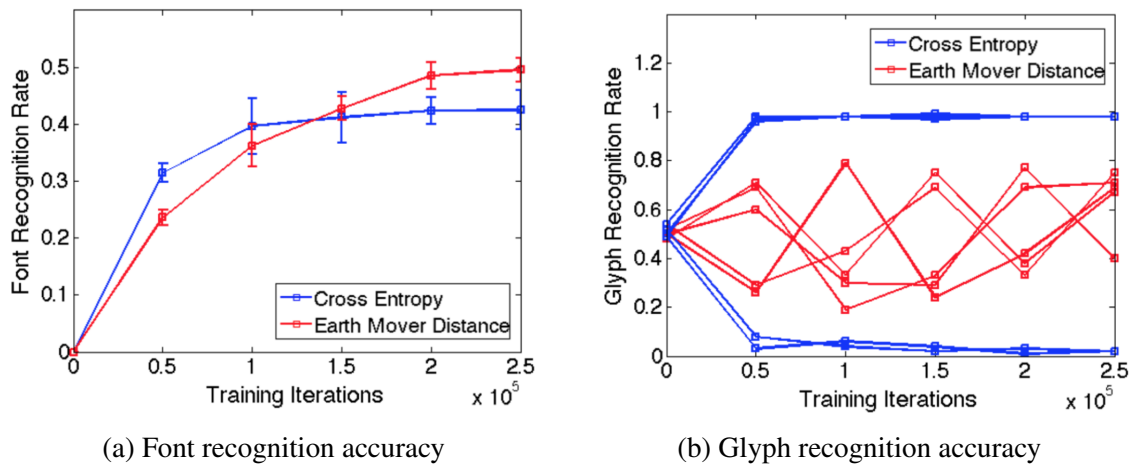 0.5
0.4
0.3
0.2
0.1
0
Font Recognition Rate
Cross Entropy
Earth Mover Distance
0 0.5 1 1.5 2 2.5
Training Iterations
x 10^5
(a) Font recognition accuracy
1.2
1
0.8
0.6
0.4
0.2
0
Glyph Recognition Rate
Cross Entropy
Earth Mover Distance
0 0.5 1 1.5 2 2.5
Training Iterations
x 10^5
(b) Glyph recognition accuracy